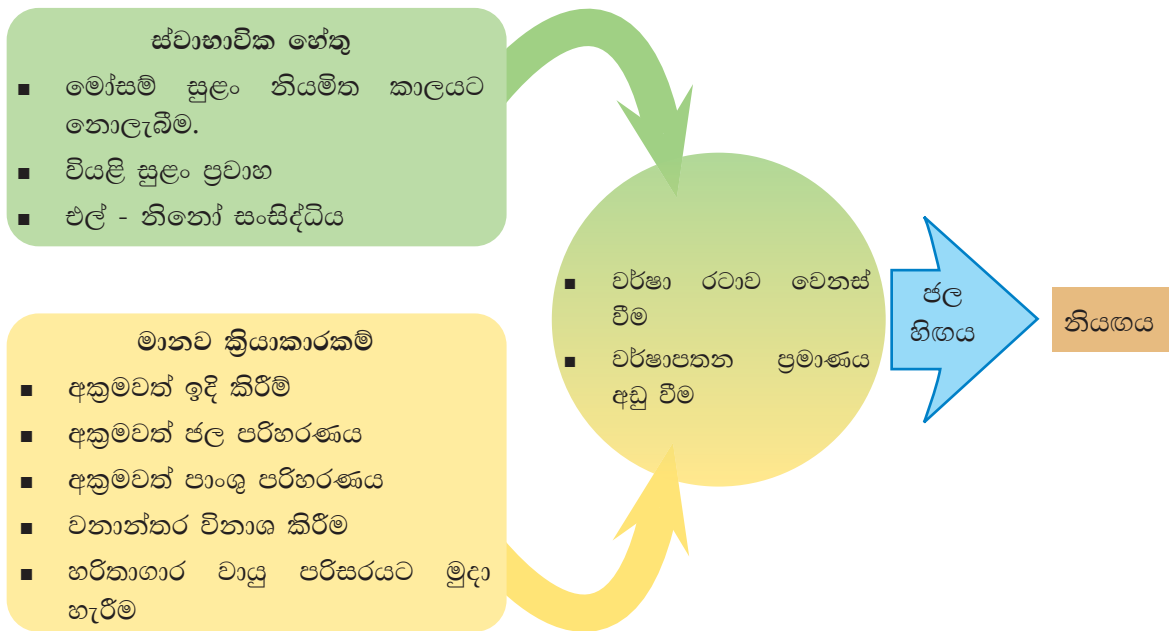 ස්වාභාවික හේතු
▪ මෝසම් සුළං නියමිත කාලයට
නොලැබීම.
▪ වියළි සුළං ප්‍රවාහ
▪ එල් - නිනෝ සංසිද්ධිය
මානව ක්‍රියාකාරකම්
▪ අක්‍රමවත් ඉදි කිරීම්
▪ අක්‍රමවත් ජල පරිහරණය
▪ අක්‍රමවත් පාංශු පරිහරණය
▪ වනාන්තර විනාශ කිරීම
▪ හරිතාගාර වායු පරිසරයට මුදා
හැරීම
▪ වර්ෂා රටාව වෙනස්
වීම
▪ වර්ෂාපතන ප්‍රමාණය
අඩු වීම
ජල
හිඟය
නියඟය